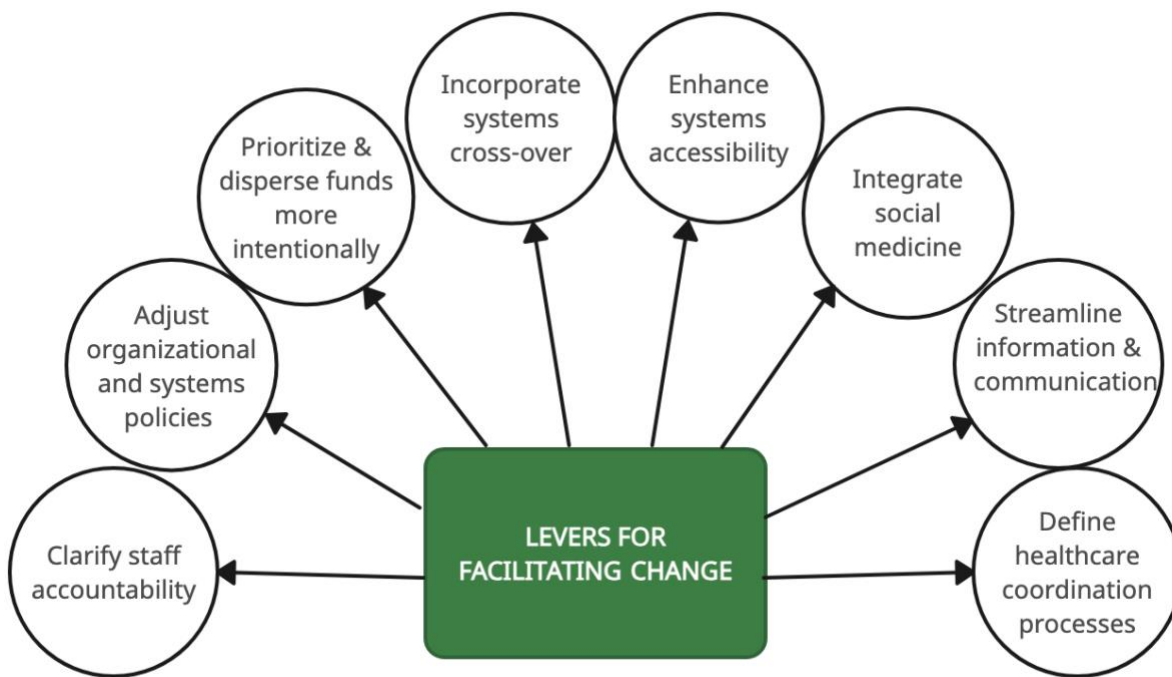 Incorporate
systems
cross-over
Enhance
systems
accessibility
Prioritize &
disperse funds
more
intentionally
Integrate
social
medicine
Adjust
organizational
and systems
policies
Streamline
information &
communication
Clarify staff
accountability
LEVERS FOR
FACILITATING CHANGE
Define
healthcare
coordination
processes